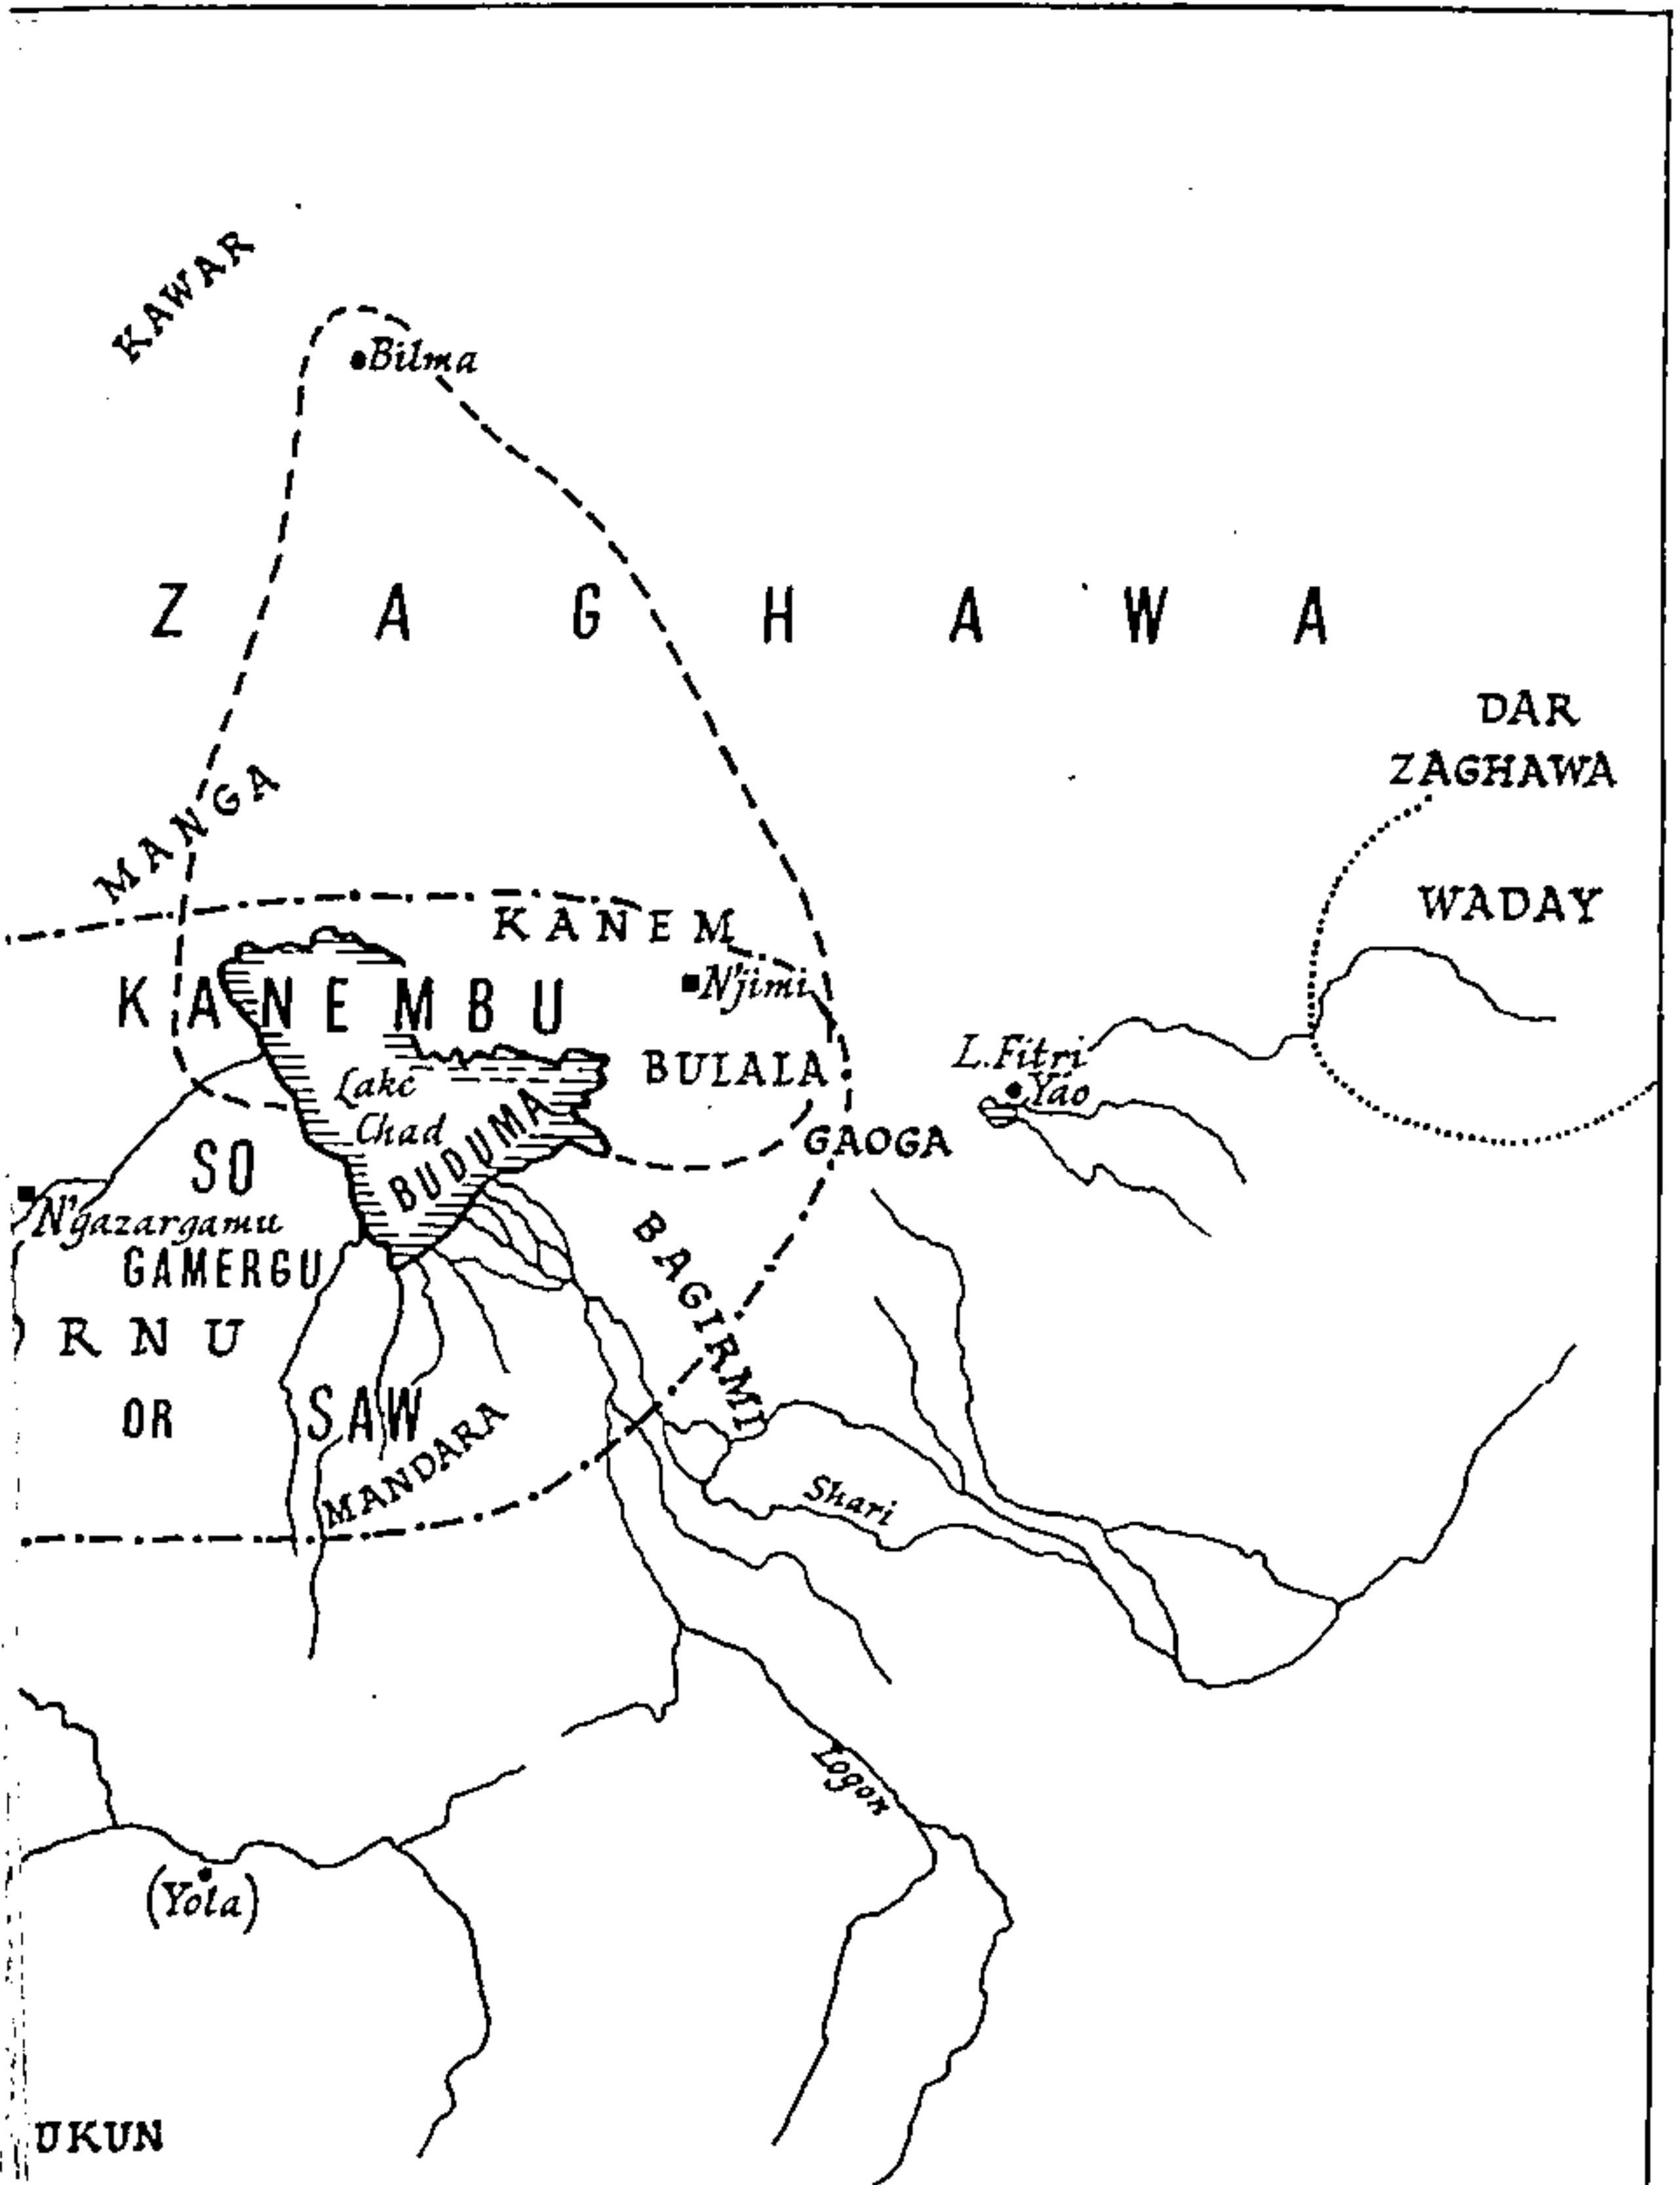 KAWAR
Bilma
ZAGHAWA
DAR
ZAGHAWA
MANGA
WADAY
KANEM
KANEMBU
N'jimi
L. Fitri
BULALA
Lake
Yao
Chad
BUDUMA
GAOGA
SO
N'gazargamu
BAGIRMI
GAMERGU
RNU
OR
SAW
MANDARA
Shari
Logon
(Yola)
UKUN